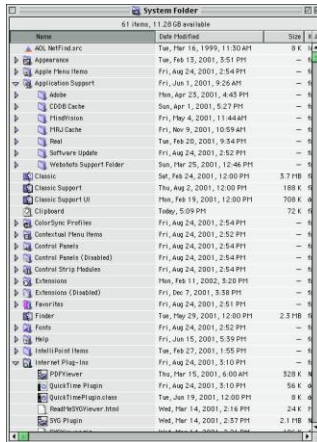 System Folder
61 items, 11.28 GB available
Name Date Modified Size
AOL NetFind.src Tue, Mar 16, 1999, 11:30 AM 8 K
Appearance Tue, Feb 13, 2001, 3:51 PM –
Apple Menu Items Fri, Aug 24, 2001, 2:54 PM –
Application Support Fri, Jun 1, 2001, 9:26 AM –
Adobe Mon, Apr 23, 2001, 4:43 PM –
CDDB Cache Sun, Apr 1, 2001, 5:27 PM –
MindVision Fri, May 4, 2001, 11:44 AM –
MRJ Cache Fri, Nov 9, 2001, 10:59 AM –
Real Tue, Feb 20, 2001, 9:34 PM –
Software Update Fri, Aug 24, 2001, 2:52 PM –
Webshots Support Folder Sun, Mar 25, 2001, 12:46 PM –
Classic Sat, Feb 24, 2001, 12:00 PM 3.7 MB
Classic Support Thu, Aug 2, 2001, 12:00 PM 188 K
Classic Support UI Mon, Feb 19, 2001, 12:00 PM 708 K
Clipboard Today, 5:09 PM 72 K
ColorSync Profiles Fri, Aug 24, 2001, 2:54 PM –
Contextual Menu Items Fri, Aug 24, 2001, 2:52 PM –
Control Panels Fri, Aug 24, 2001, 2:54 PM –
Control Panels (Disabled) Fri, Aug 24, 2001, 2:54 PM –
Control Strip Modules Fri, Aug 24, 2001, 2:54 PM –
Extensions Mon, Feb 11, 2002, 3:20 PM –
Extensions (Disabled) Fri, Dec 7, 2001, 3:38 PM –
Favorites Fri, Aug 24, 2001, 2:51 PM –
Finder Tue, May 29, 2001, 12:00 PM 2.3 MB
Fonts Fri, Aug 24, 2001, 2:52 PM –
Help Fri, Jun 15, 2001, 5:39 PM –
IntelliPoint Items Tue, Feb 27, 2001, 1:55 PM –
Internet Plug-Ins Fri, Aug 24, 2001, 3:10 PM –
PDFViewer Thu, Mar 15, 2001, 6:00 AM 328 K
QuickTime Plugin Fri, Aug 24, 2001, 3:10 PM 56 K
QuickTimePlugin.class Tue, Jun 19, 2001, 12:00 PM 8 K
ReadMeSVGViewer.html Wed, Mar 14, 2001, 2:16 PM 24 K
SVG Plugin Wed, Mar 14, 2001, 2:37 PM 2.1 MB